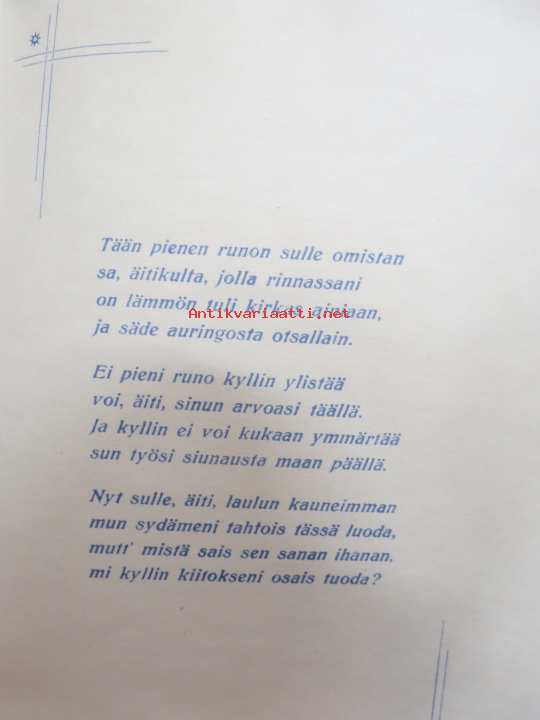 Tään pienen runon sulle omistan
sa, äitikulta, jolla rinnassani
on lämmön tuli kirkas ainiaan,
Antikvariaatti.net
ja säde auringosta otsallain.
Ei pieni runo kyllin ylistää
voi, äiti, sinun arvoasi täällä.
Ja kyllin ei voi kukaan ymmärtää
sun työsi siunausta maan päällä.
Nyt sulle, äiti, laulun kauneimman
mun sydämeni tahtois tässä luoda,
mutt' mistä sais sen sanan ihanan.
mi kyllin kiitokseni osais tuoda?